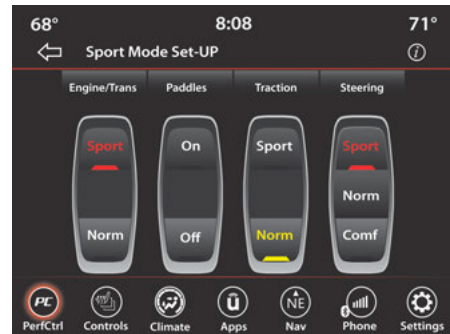 68° 8:08 71°
Sport Mode Set-UP i
Engine/Trans Paddles Traction Steering
Sport On Sport Sport
Norm
Norm Off Norm Comf
PC û NE
PerfCtrl Controls Climate Apps Nav Phone Settings